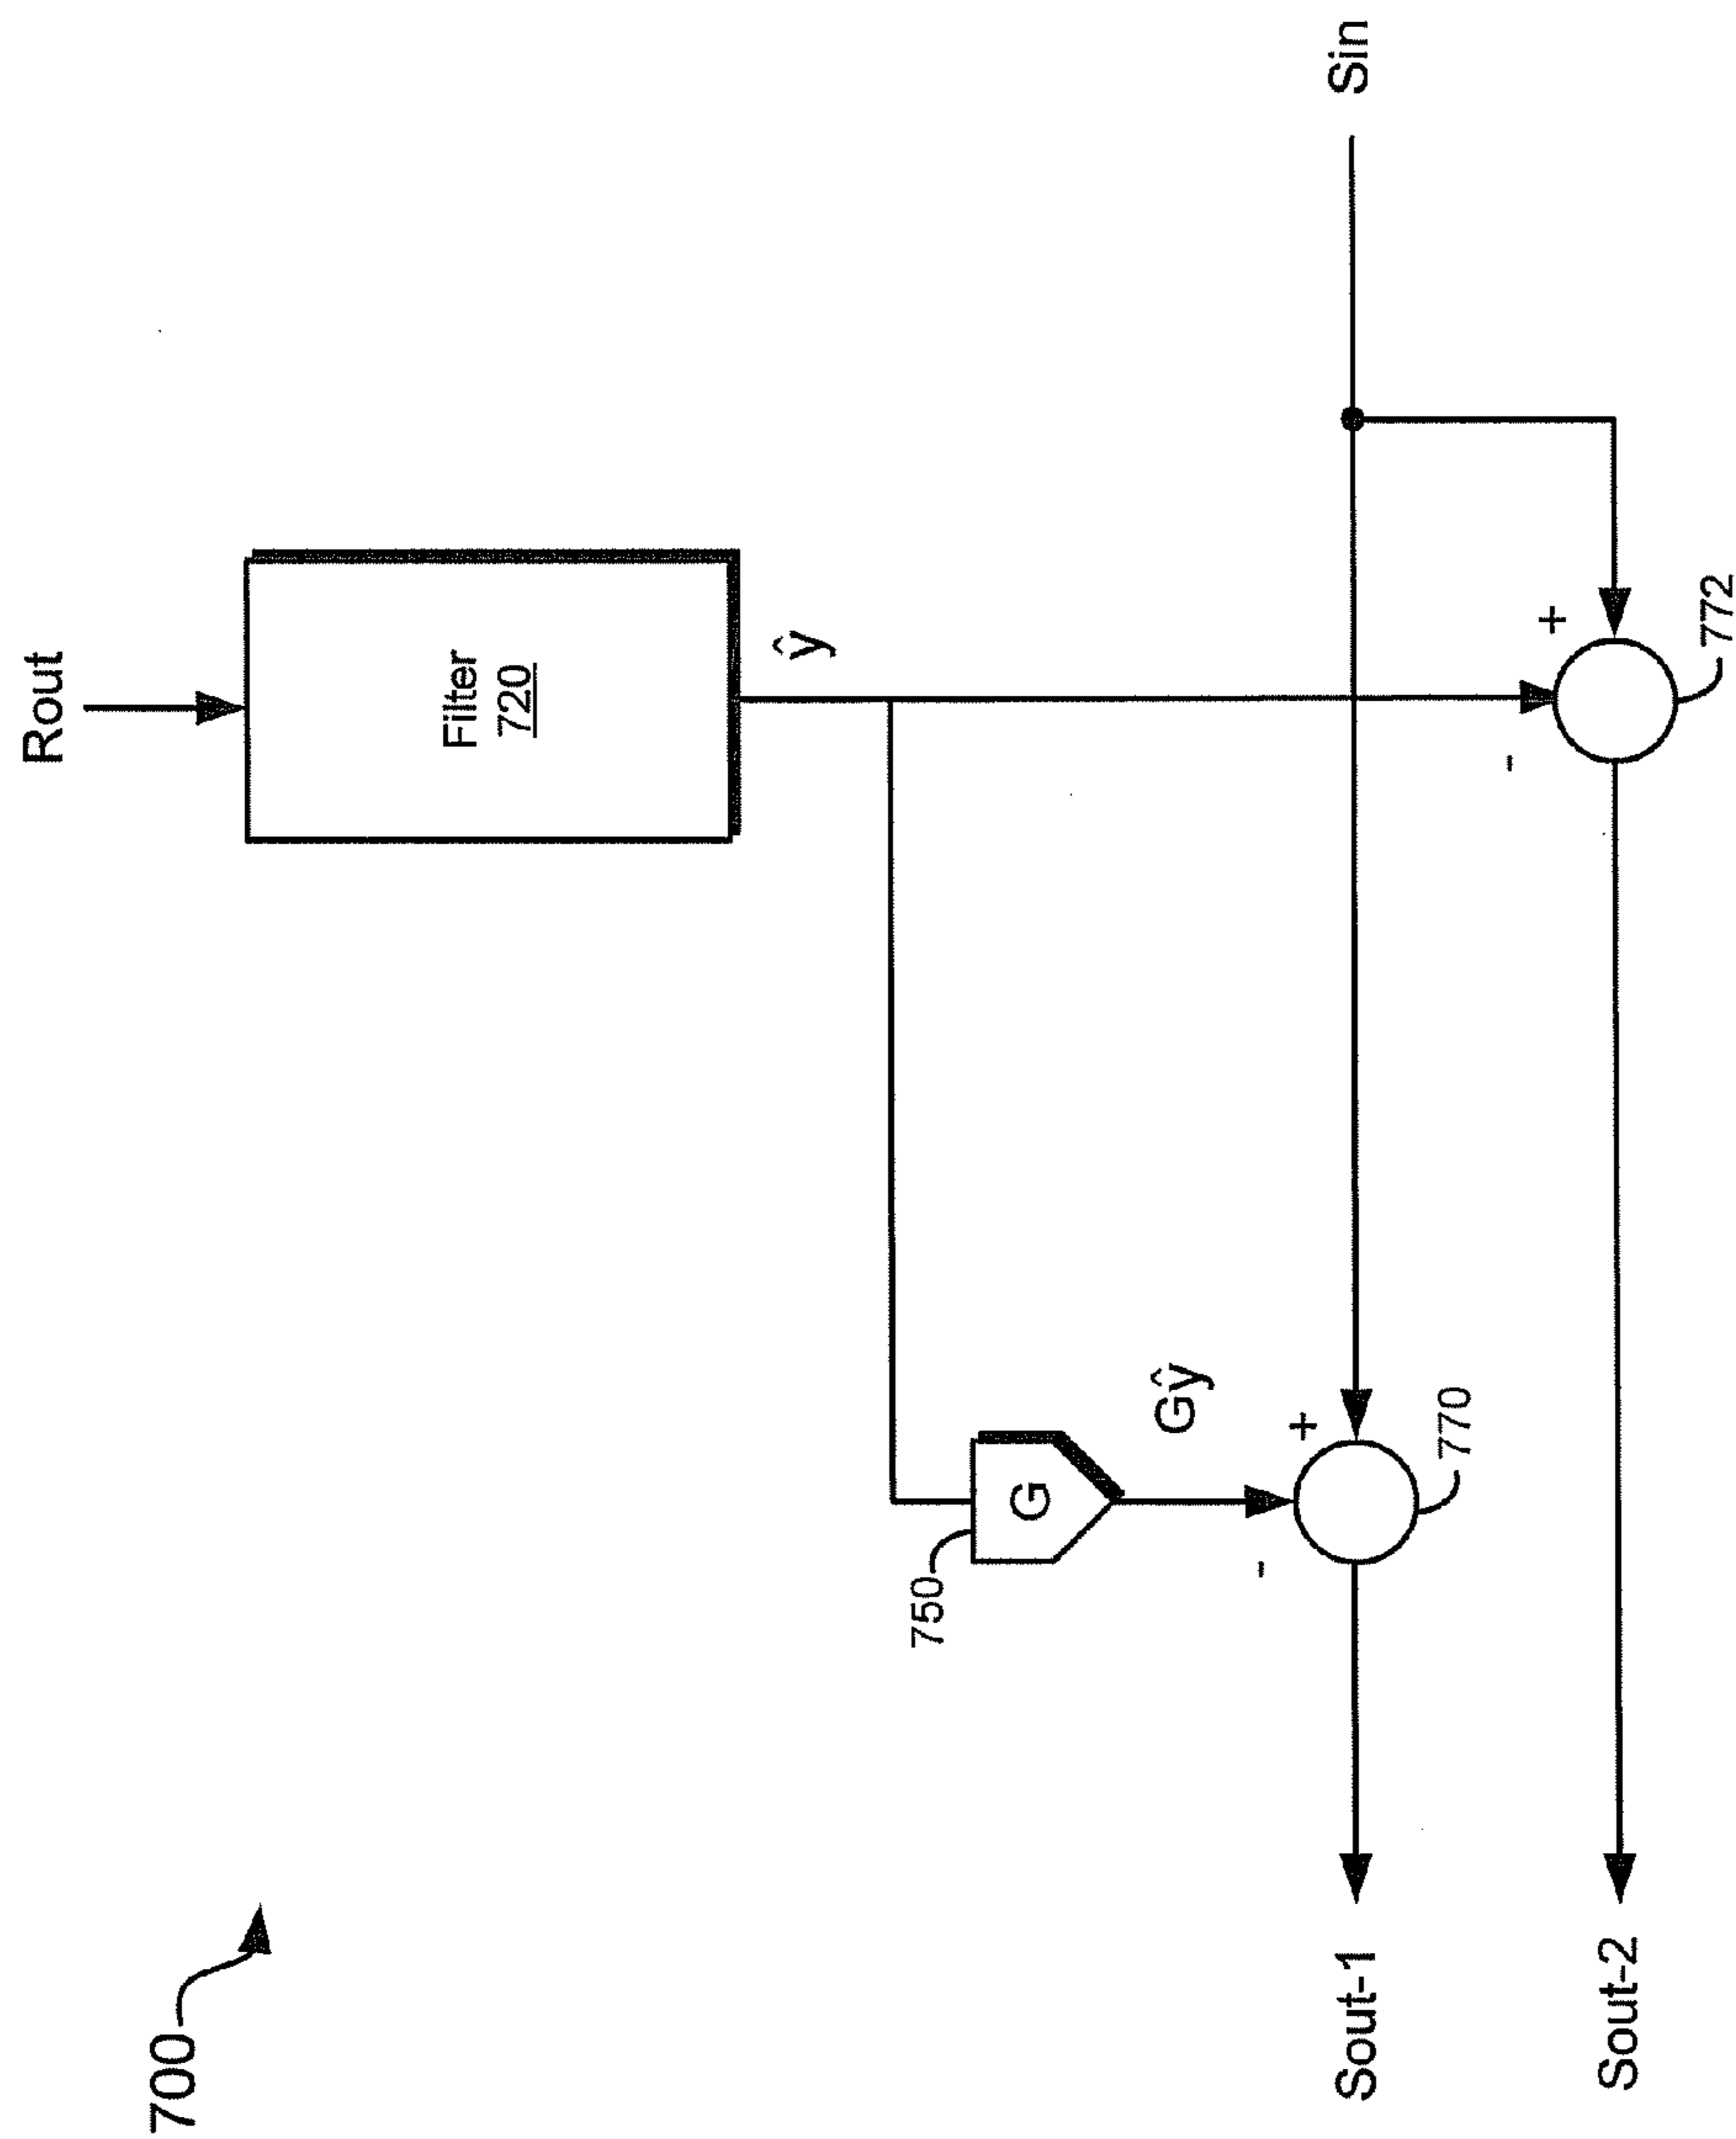 700
Rout
Filter
720
ŷ
750
G
Gŷ
+
-
770
Sin
+
-
772
Sout-1
Sout-2